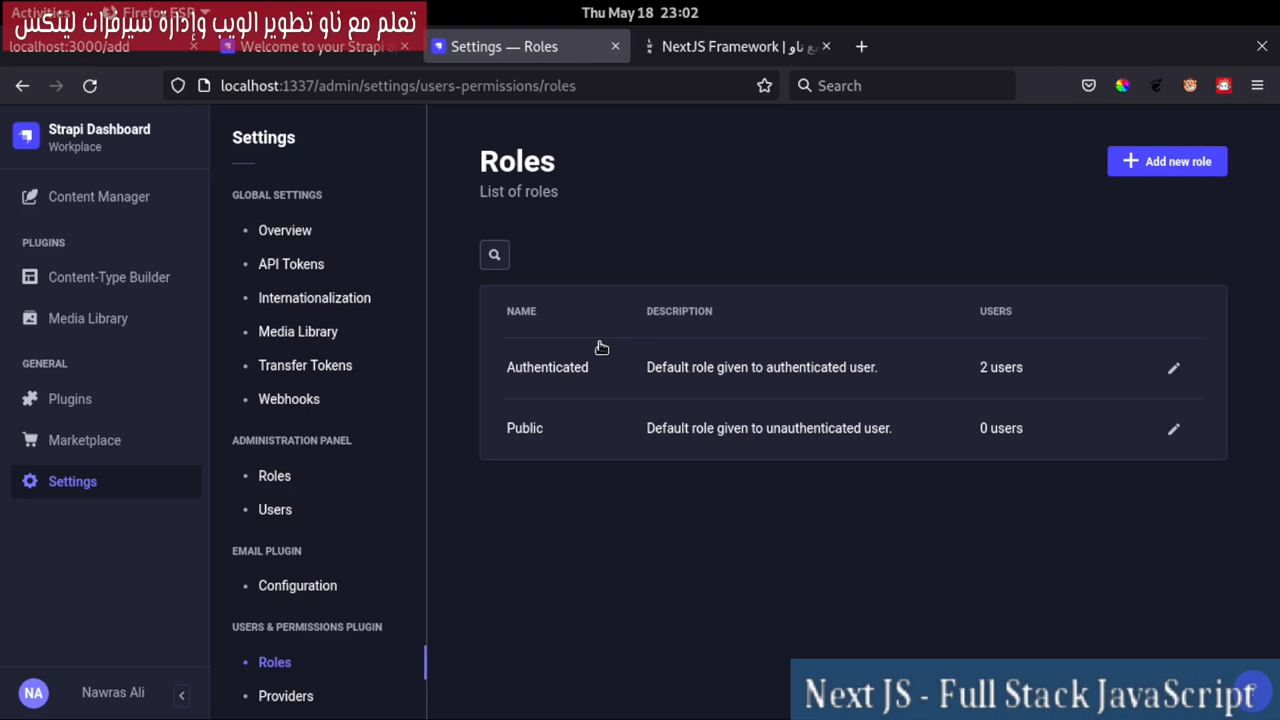 Thu May 18 23:02
تعلم مع ناو تطوير الويب وإدارة سيرفرات لينكس
localhost:3000/add
Welcome to your Strapi a
Settings — Roles
NextJS Framework | مع ناو
localhost:1337/admin/settings/users-permissions/roles
Search
Strapi Dashboard
Workplace
Content Manager
PLUGINS
Content-Type Builder
Media Library
GENERAL
Plugins
Marketplace
Settings
NA
Nawras Ali
Settings
GLOBAL SETTINGS
Overview
API Tokens
Internationalization
Media Library
Transfer Tokens
Webhooks
ADMINISTRATION PANEL
Roles
Users
EMAIL PLUGIN
Configuration
USERS & PERMISSIONS PLUGIN
Roles
Providers
Roles
List of roles
Add new role
NAME DESCRIPTION USERS
Authenticated Default role given to authenticated user. 2 users
Public Default role given to unauthenticated user. 0 users
Next JS - Full Stack JavaScript